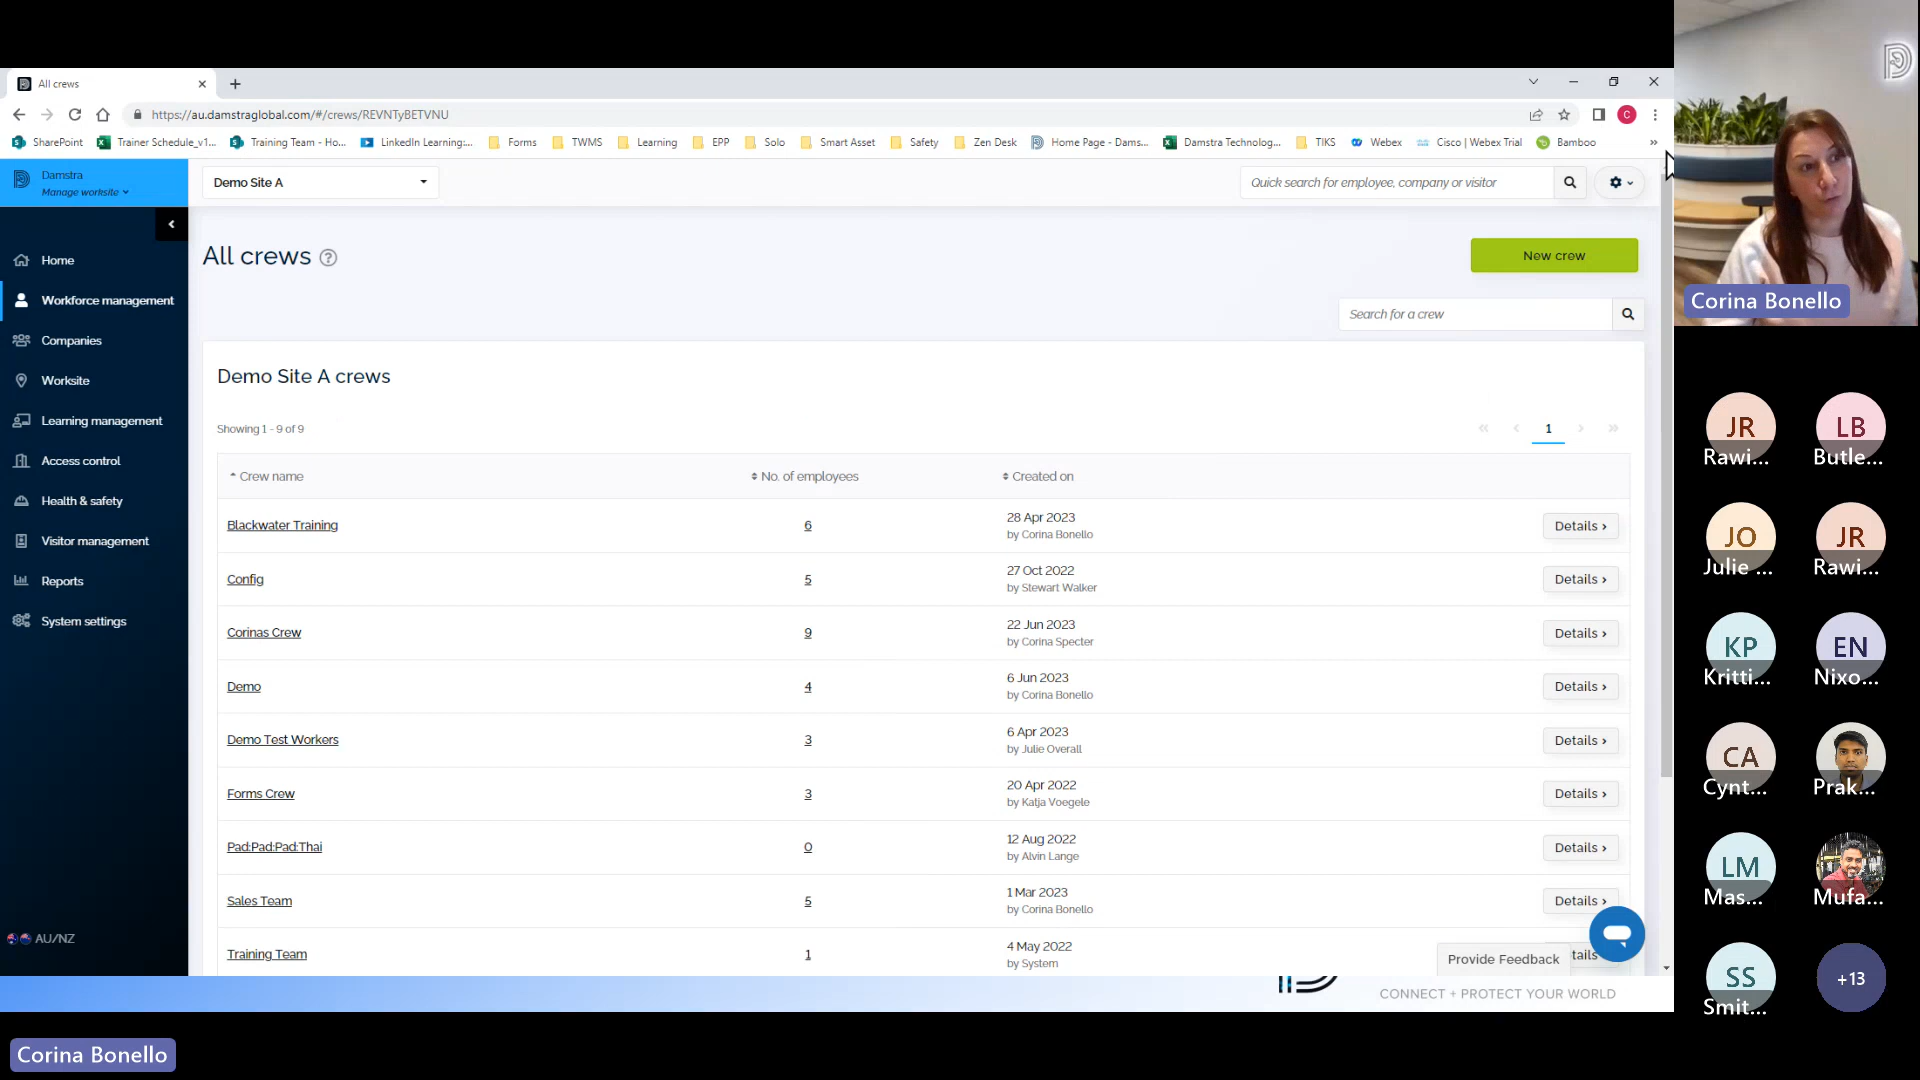 All crews
https://au.damstraglobal.com/#/crews/REVNTyBETVNU
C
SharePoint Trainer Schedule_v1... Training Team - Ho... LinkedIn Learning:... Forms TWMS Learning EPP Solo Smart Asset Safety Zen Desk Home Page - Dams... Damstra Technolog... TIKS Webex Cisco | Webex Trial Bamboo »
Damstra
Manage worksite
Demo Site A
Quick search for employee, company or visitor
Home
Workforce management
Companies
Worksite
Learning management
Access control
Health & safety
Visitor management
Reports
System settings
AU/NZ
All crews ?
New crew
Search for a crew
Demo Site A crews
Showing 1 - 9 of 9
« ‹ 1 › »
Crew name No. of employees Created on
Blackwater Training 6 28 Apr 2023 Details ›
by Corina Bonello
Config 5 27 Oct 2022 Details ›
by Stewart Walker
Corinas Crew 9 22 Jun 2023 Details ›
by Corina Specter
Demo 4 6 Jun 2023 Details ›
by Corina Bonello
Demo Test Workers 3 6 Apr 2023 Details ›
by Julie Overall
Forms Crew 3 20 Apr 2022 Details ›
by Katja Voegele
Pad:Pad:Pad:Thai 0 12 Aug 2022 Details ›
by Alvin Lange
Sales Team 5 1 Mar 2023 Details ›
by Corina Bonello
Training Team 1 4 May 2022 tails
by System
Provide Feedback
CONNECT + PROTECT YOUR WORLD
Corina Bonello
Corina Bonello
JR
Rawi...
LB
Butle...
JO
Julie ...
JR
Rawi...
KP
Kritti...
EN
Nixo...
CA
Cynt...
Prak...
LM
Mas...
Mufa...
SS
Smit...
+13